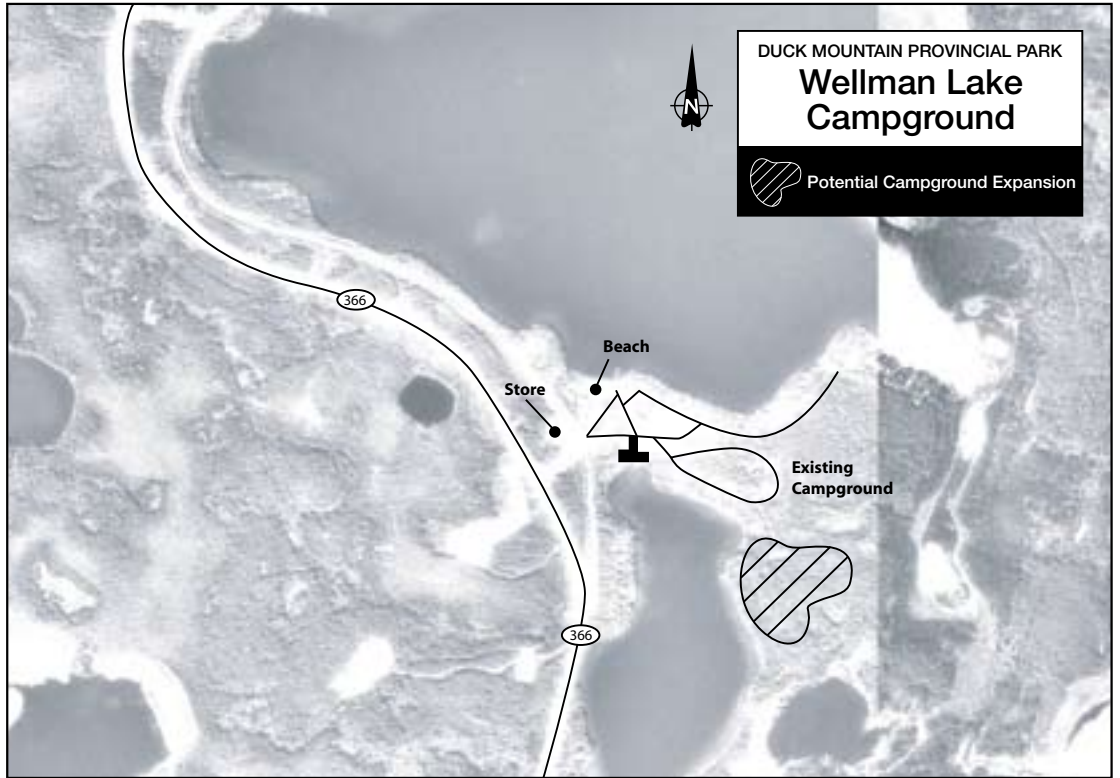 DUCK MOUNTAIN PROVINCIAL PARK
Wellman Lake
Campground
N
Potential Campground Expansion
366
Beach
Store
Existing
Campground
366